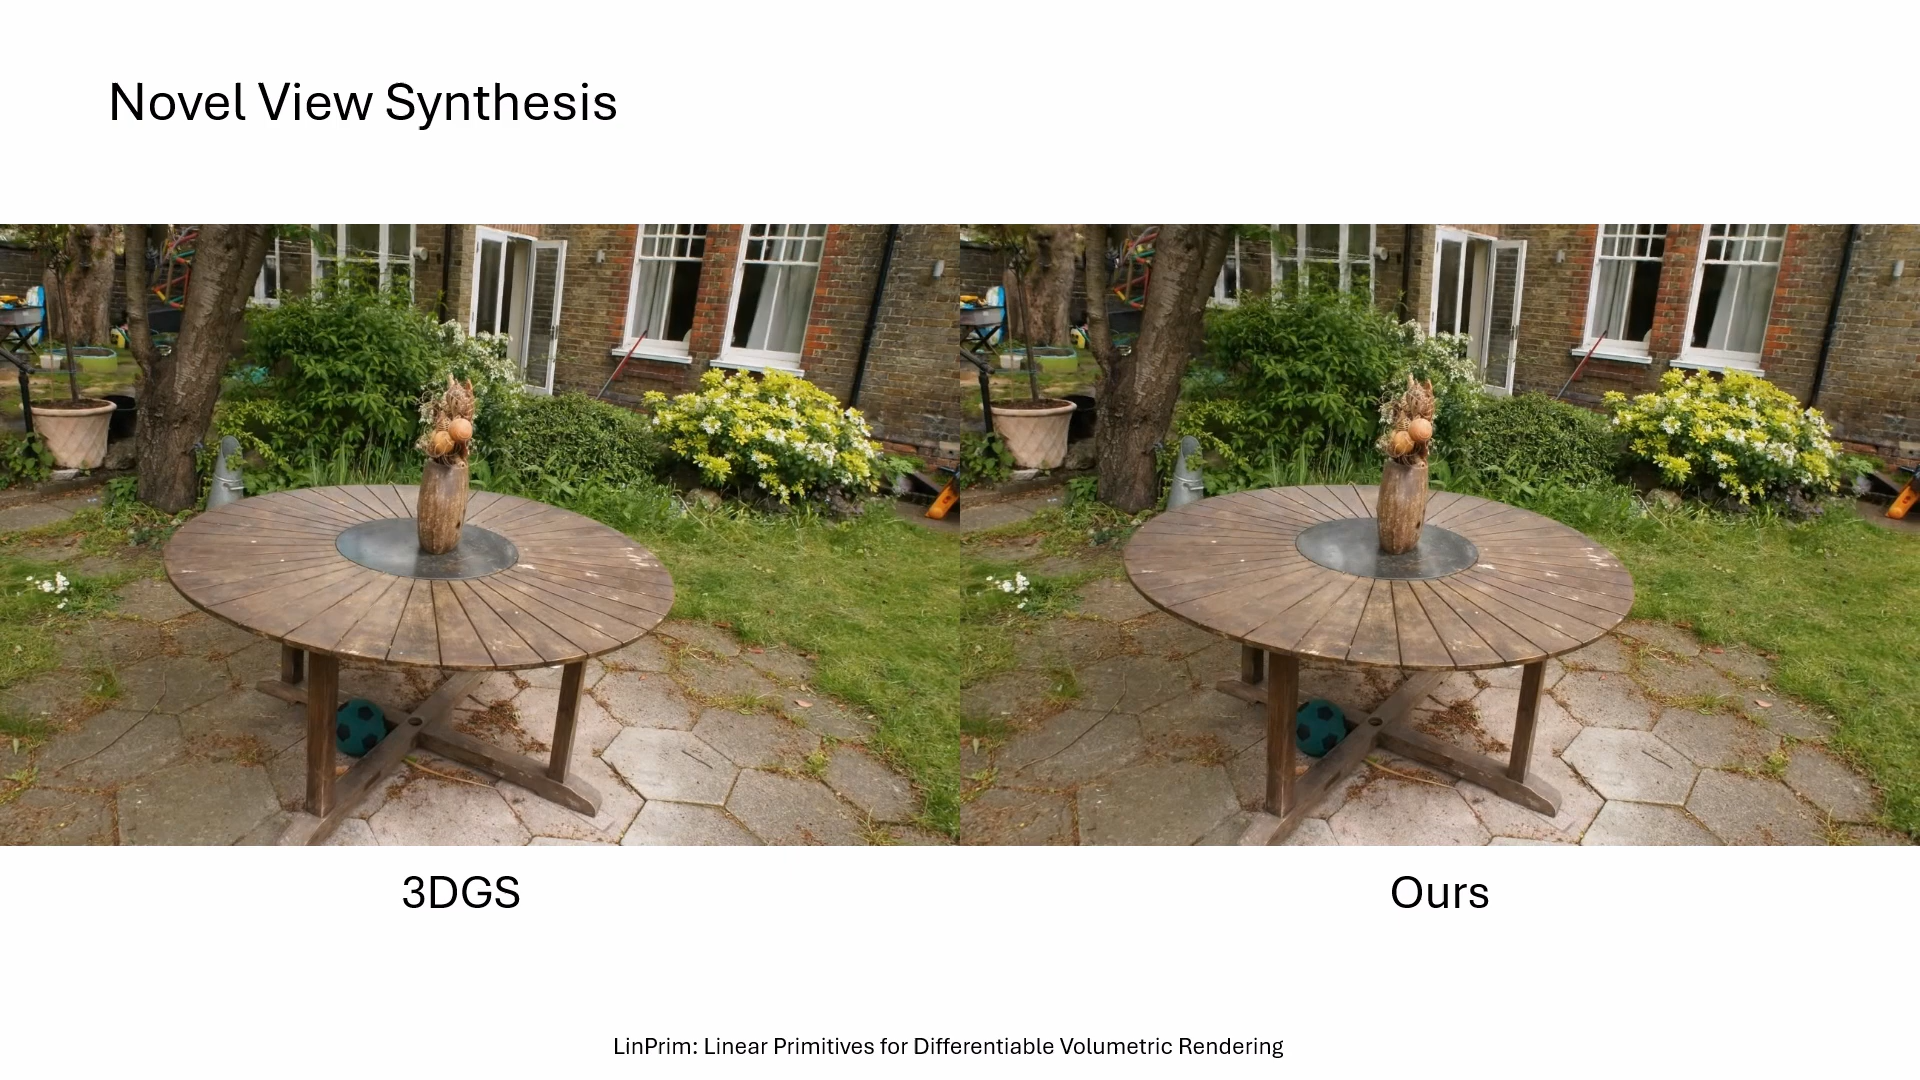 Novel View Synthesis
3DGS
Ours
LinPrim: Linear Primitives for Differentiable Volumetric Rendering